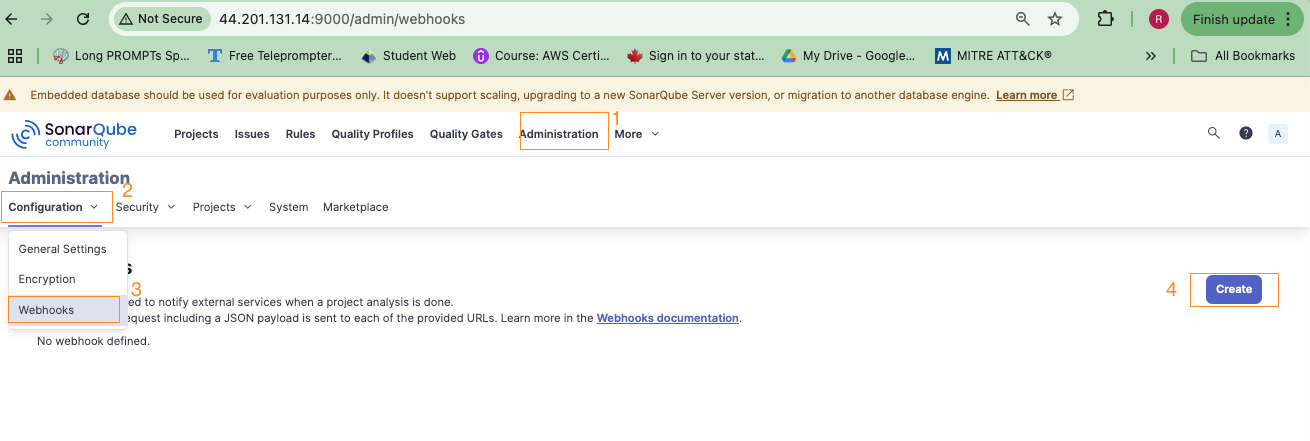 Not Secure 44.201.131.14:9000/admin/webhooks R Finish update
Long PROMPTs Sp... Free Teleprompter... Student Web Course: AWS Certi... Sign in to your stat... My Drive - Google... MITRE ATT&CK® » All Bookmarks
Embedded database should be used for evaluation purposes only. It doesn't support scaling, upgrading to a new SonarQube Server version, or migration to another database engine. Learn more
SonarQube community Projects Issues Rules Quality Profiles Quality Gates Administration 1 More ? A
Administration
2
Configuration Security Projects System Marketplace
General Settings
Encryption
Webhooks 3
ed to notify external services when a project analysis is done.
equest including a JSON payload is sent to each of the provided URLs. Learn more in the Webhooks documentation.
No webhook defined.
4 Create